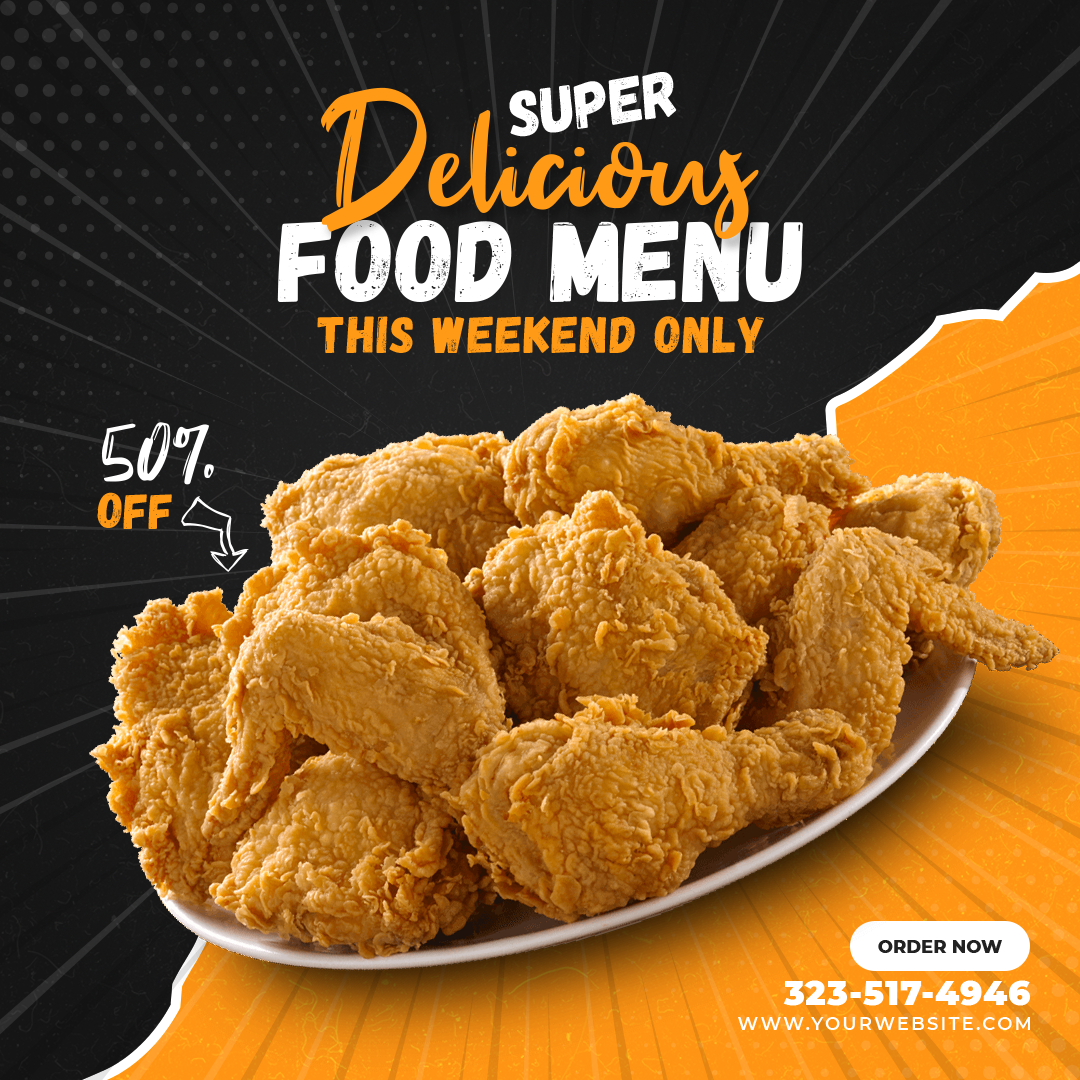 SUPER
Delicious
FOOD MENU
THIS WEEKEND ONLY
50%
OFF
ORDER NOW
323-517-4946
WWW.YOURWEBSITE.COM